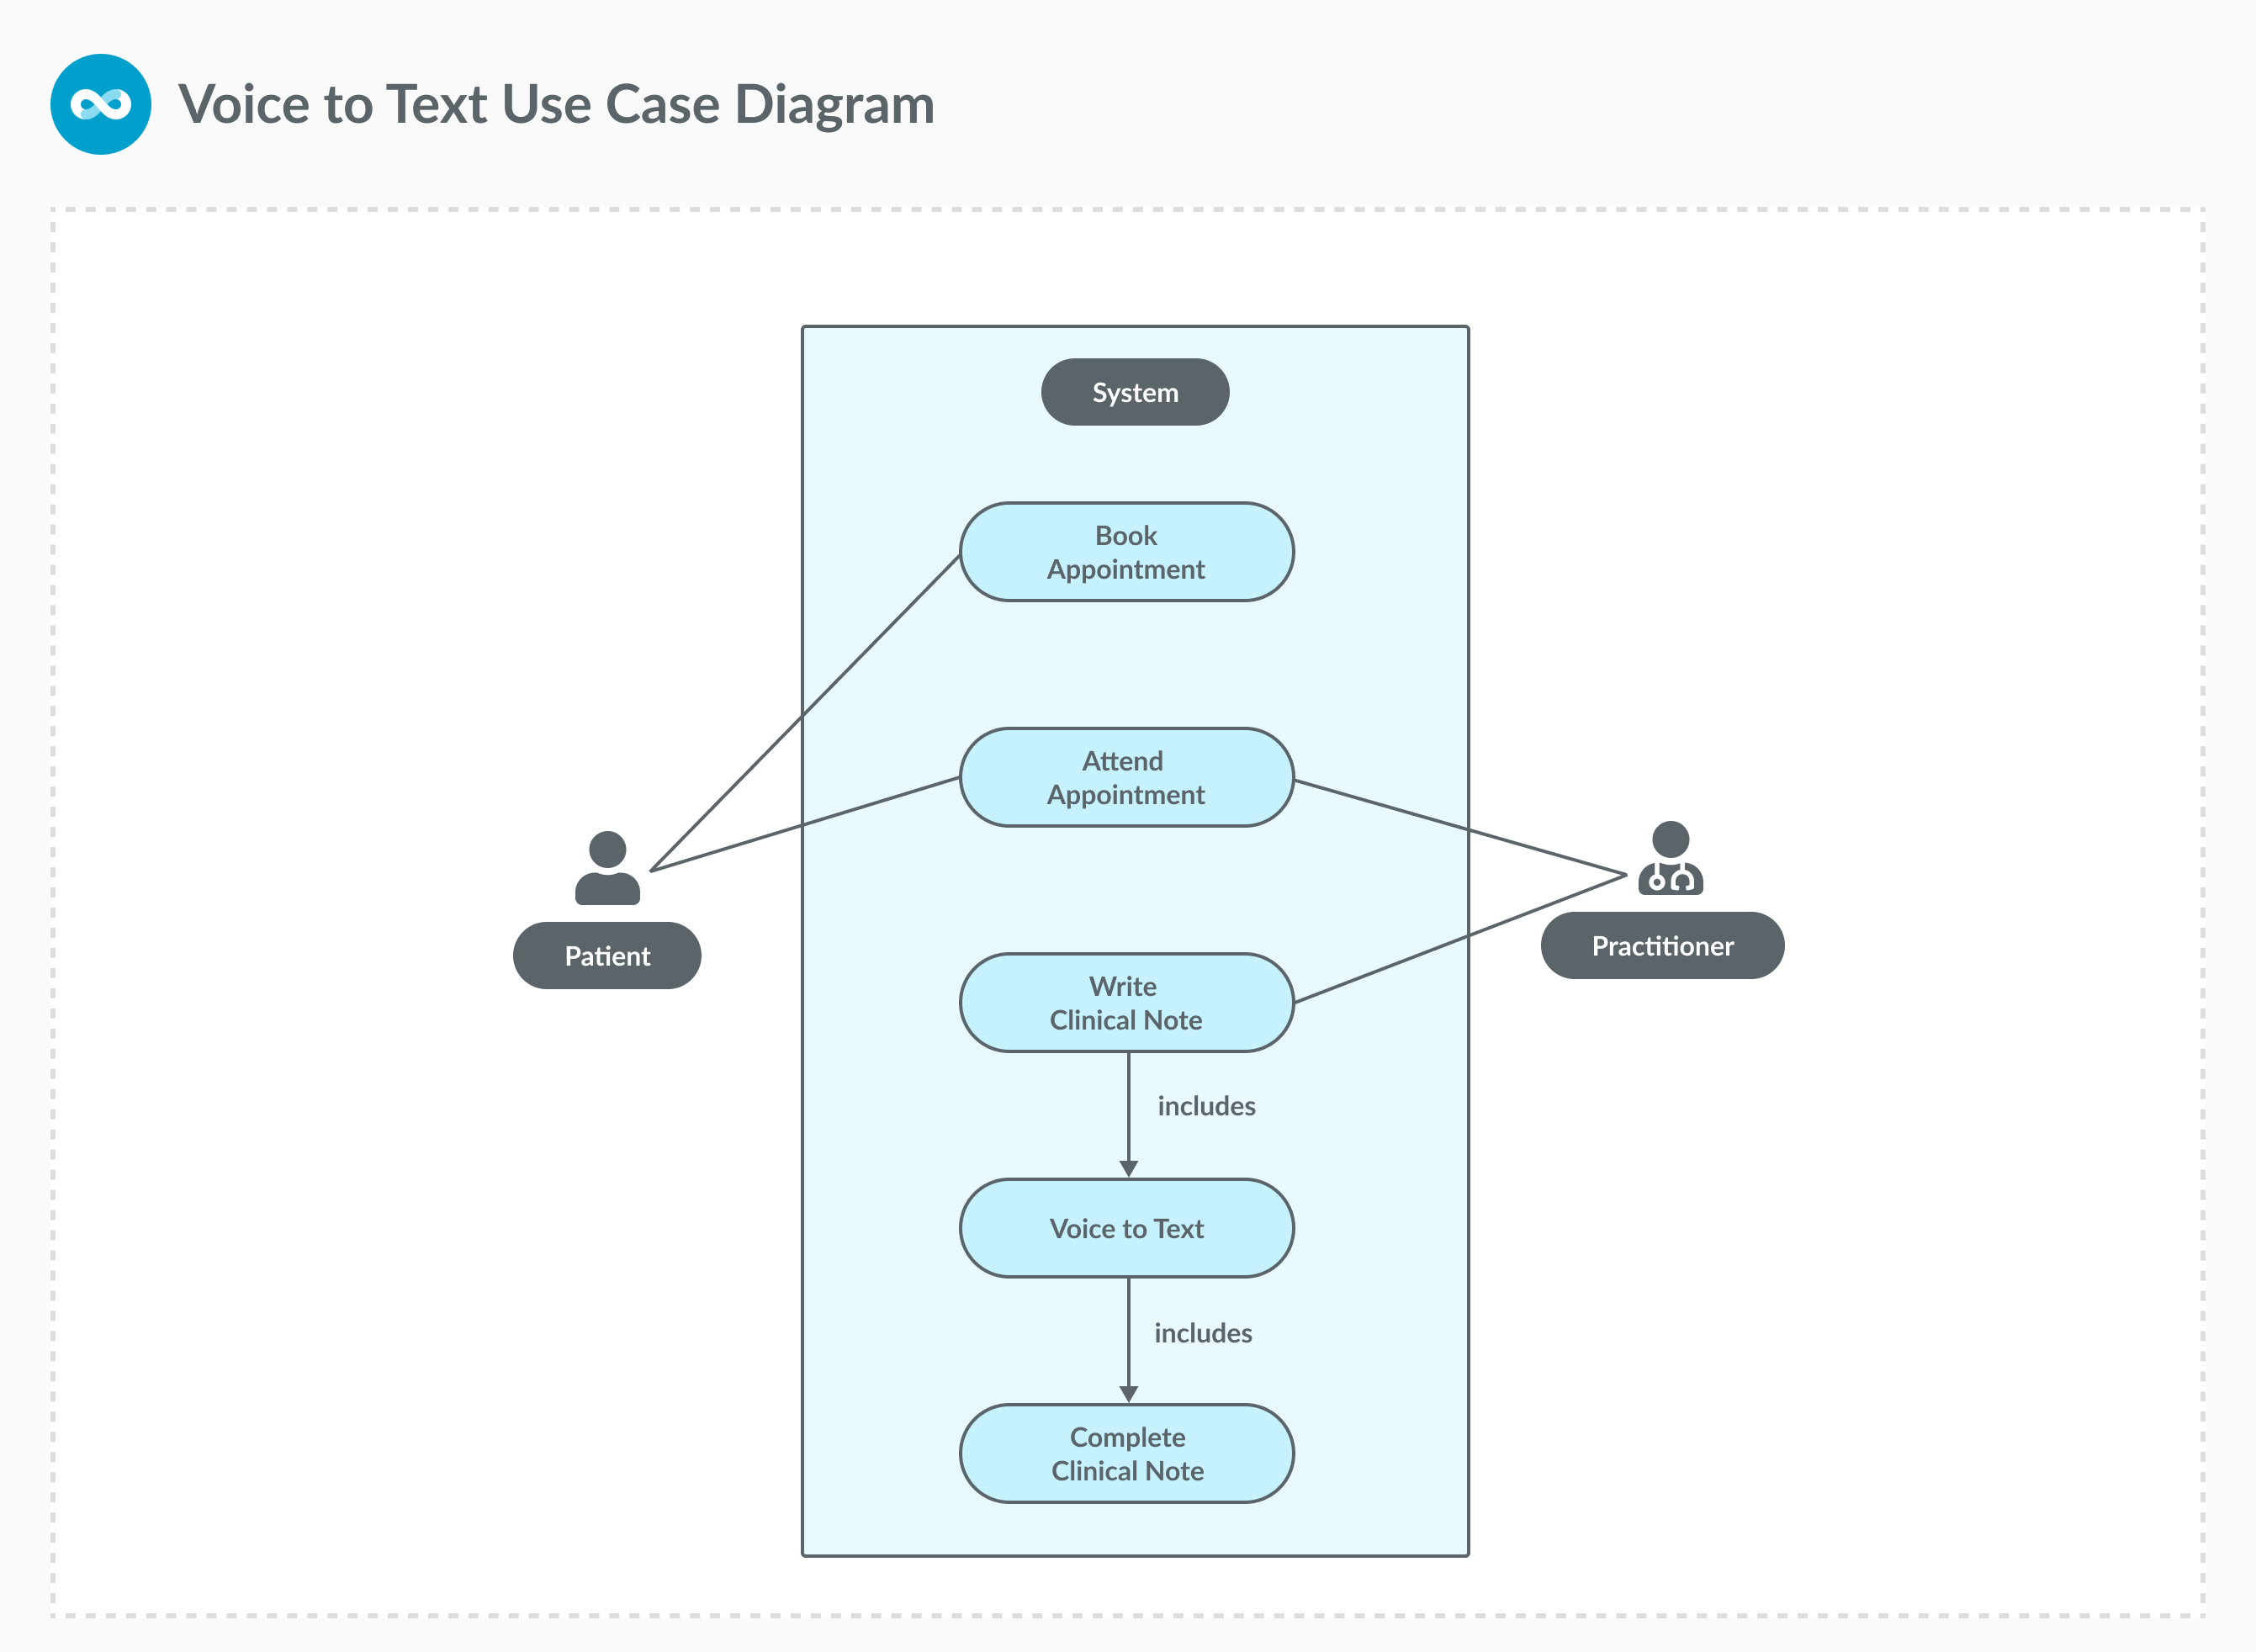 Voice to Text Use Case Diagram
System
Book
Appointment
Attend
Appointment
Patient
Practitioner
Write
Clinical Note
includes
Voice to Text
includes
Complete
Clinical Note